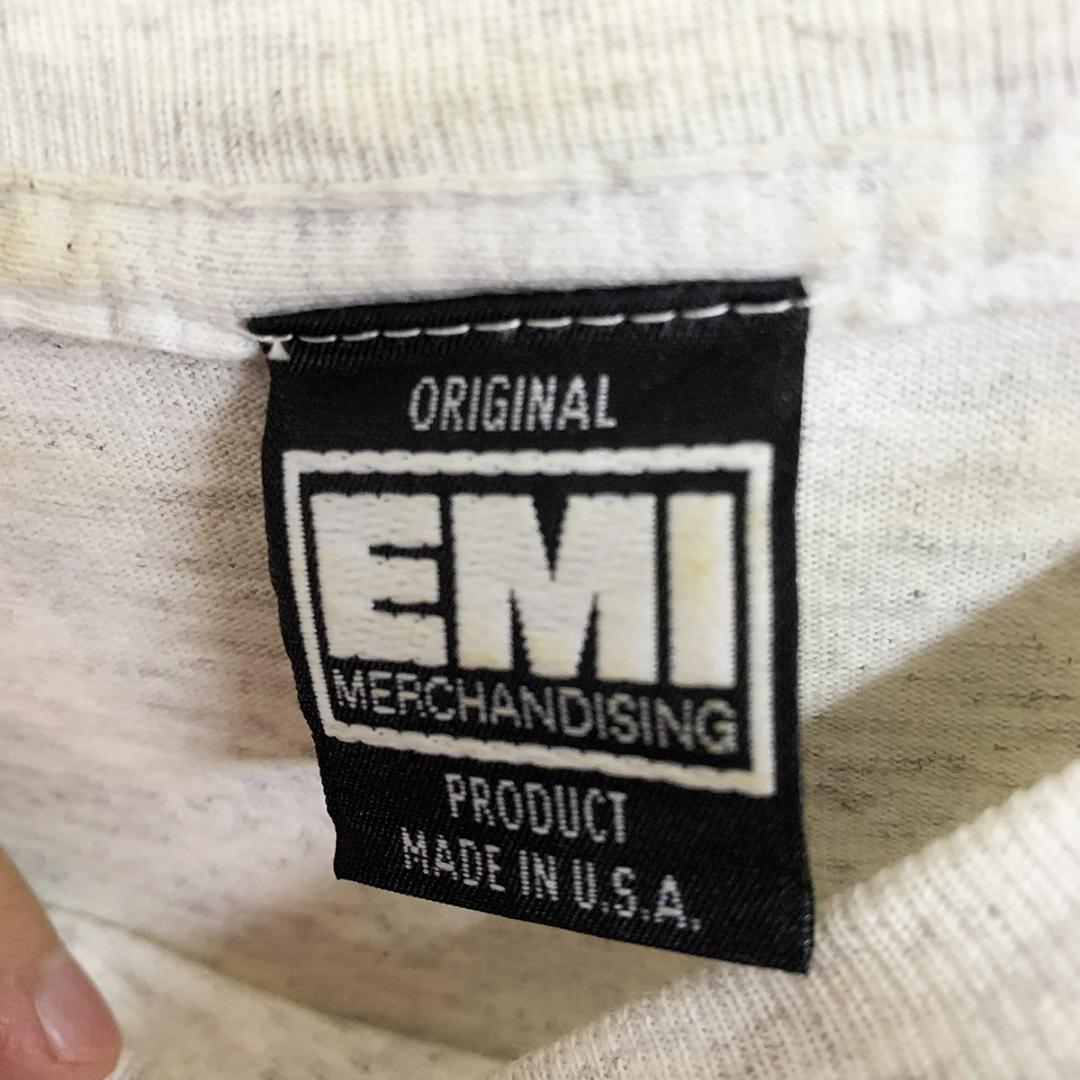 ORIGINAL
EMI
MERCHANDISING
PRODUCT
MADE IN U.S.A.